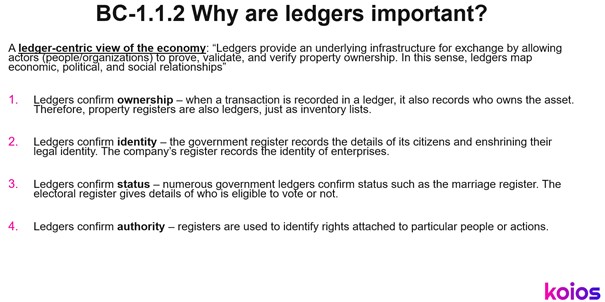 BC-1.1.2 Why are ledgers important?
A ledger-centric view of the economy: “Ledgers provide an underlying infrastructure for exchange by allowing
actors (people/organizations) to prove, validate, and verify property ownership. In this sense, ledgers map
economic, political, and social relationships”
1. Ledgers confirm ownership – when a transaction is recorded in a ledger, it also records who owns the asset.
Therefore, property registers are also ledgers, just as inventory lists.
2. Ledgers confirm identity – the government register records the details of its citizens and enshrining their
legal identity. The company’s register records the identity of enterprises.
3. Ledgers confirm status – numerous government ledgers confirm status such as the marriage register. The
electoral register gives details of who is eligible to vote or not.
4. Ledgers confirm authority – registers are used to identify rights attached to particular people or actions.
koios